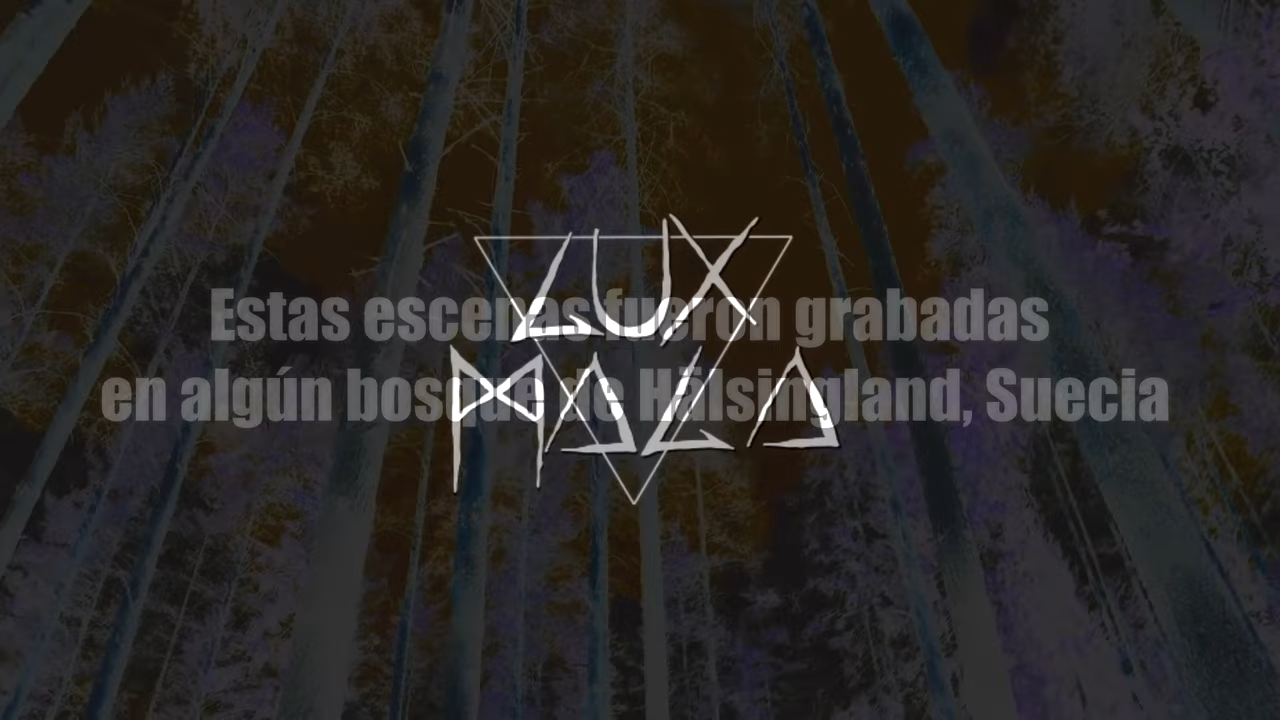 LUX
MALA
Estas escenas fueron grabadas
en algún bosque de Hälsingland, Suecia